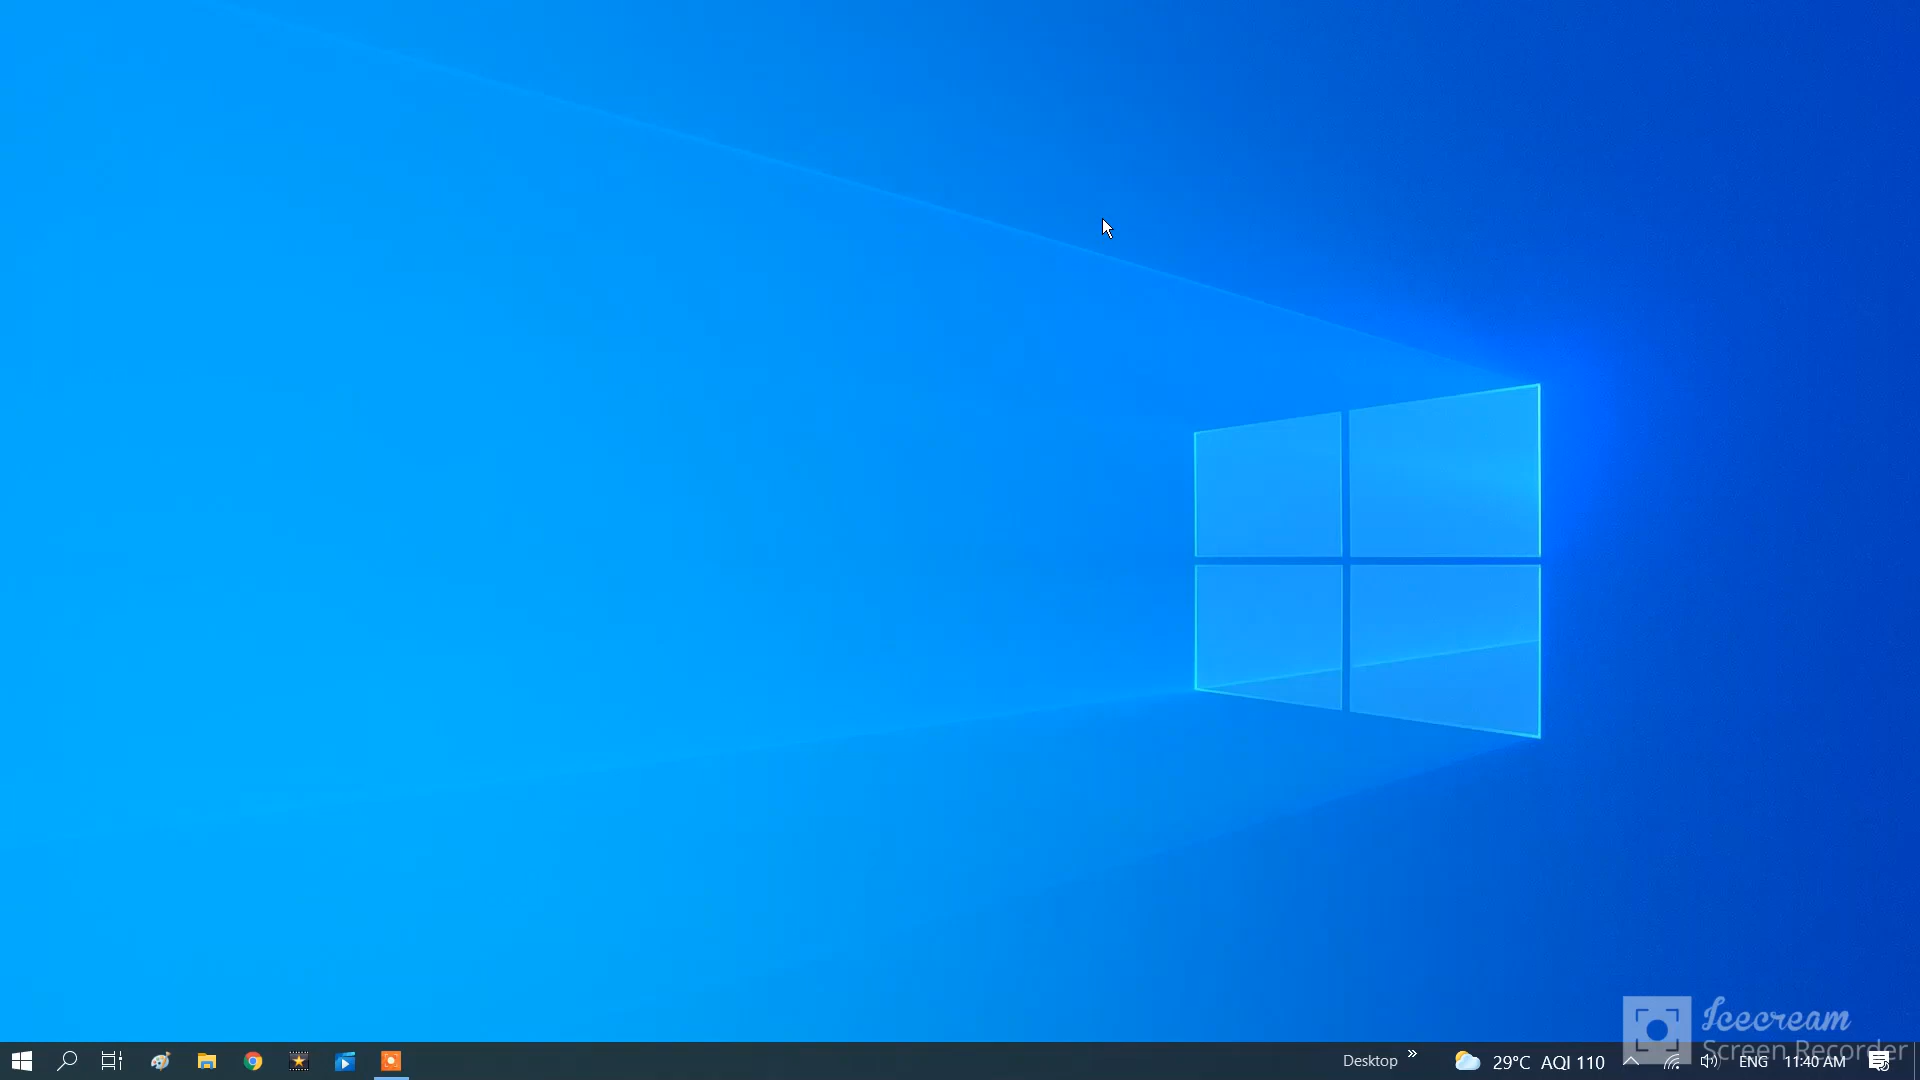 Icecream
Screen Recorder
Desktop
29°C AQI 110
ENG
11:40 AM